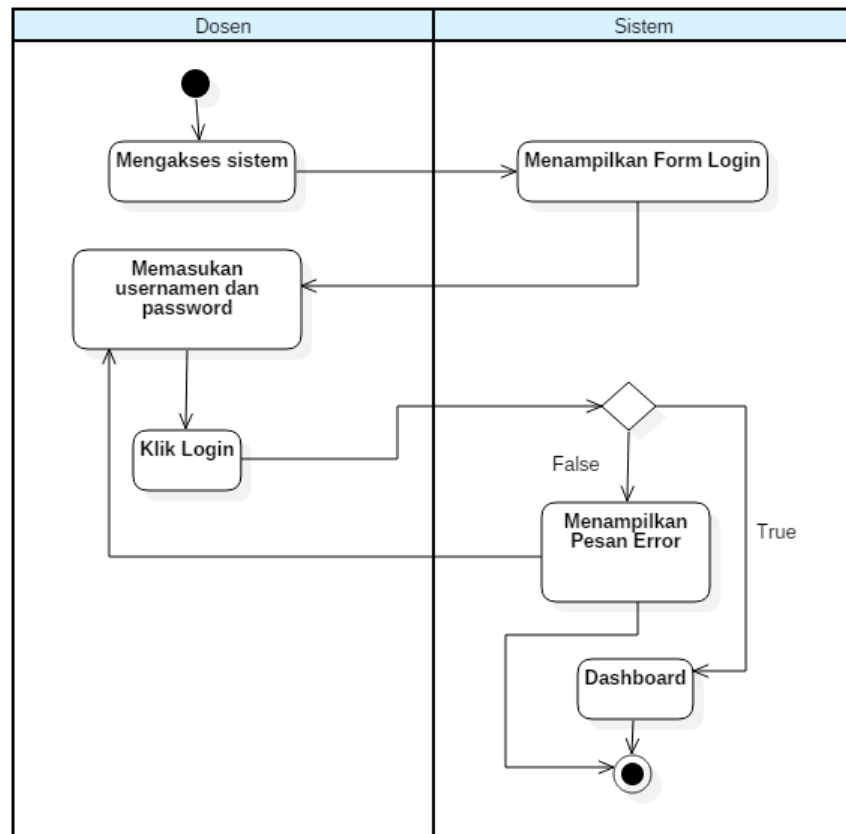 Dosen
Sistem
Mengakses sistem
Menampilkan Form Login
Memasukan
usernamen dan
password
Klik Login
False
Menampilkan
Pesan Error
True
Dashboard